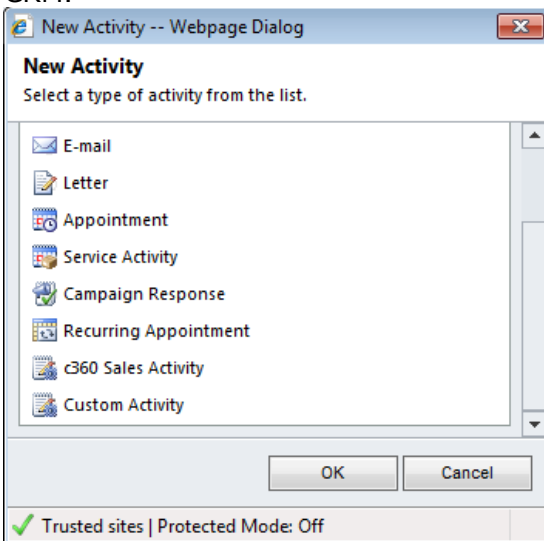 New Activity -- Webpage Dialog
New Activity
Select a type of activity from the list.
E-mail
Letter
Appointment
Service Activity
Campaign Response
Recurring Appointment
c360 Sales Activity
Custom Activity
OK Cancel
Trusted sites | Protected Mode: Off